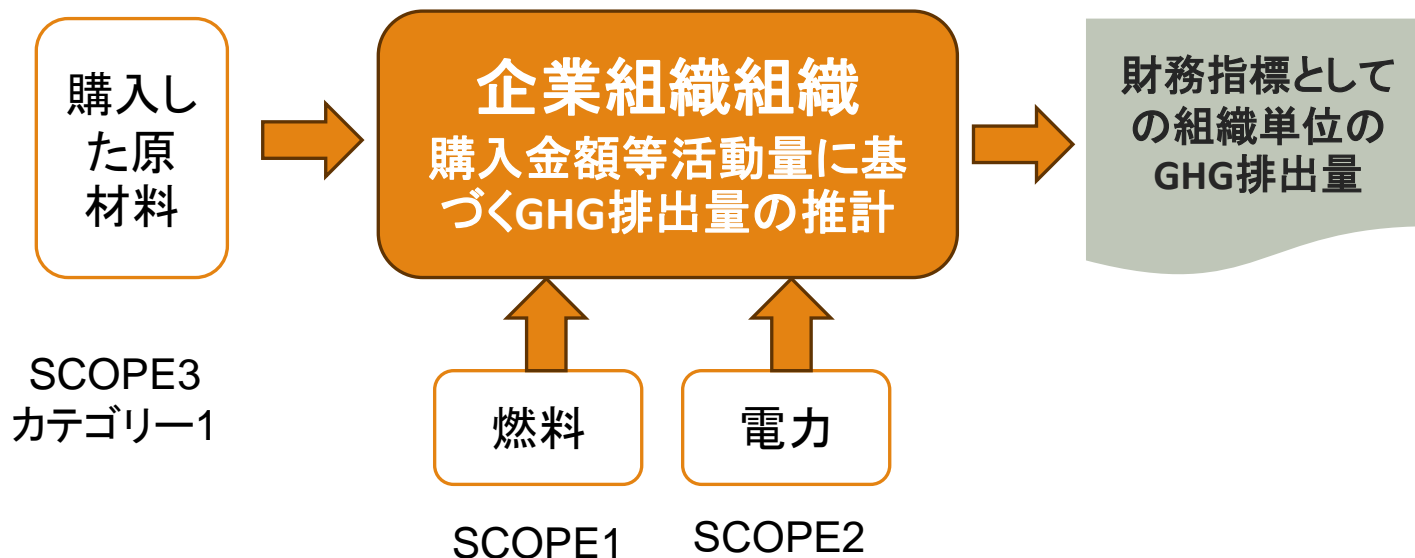 購入し
た原
材料
SCOPE3
カテゴリー1
企業組織組織
購入金額等活動量に基
づくGHG排出量の推計
燃料
SCOPE1
電力
SCOPE2
財務指標として
の組織単位の
GHG排出量